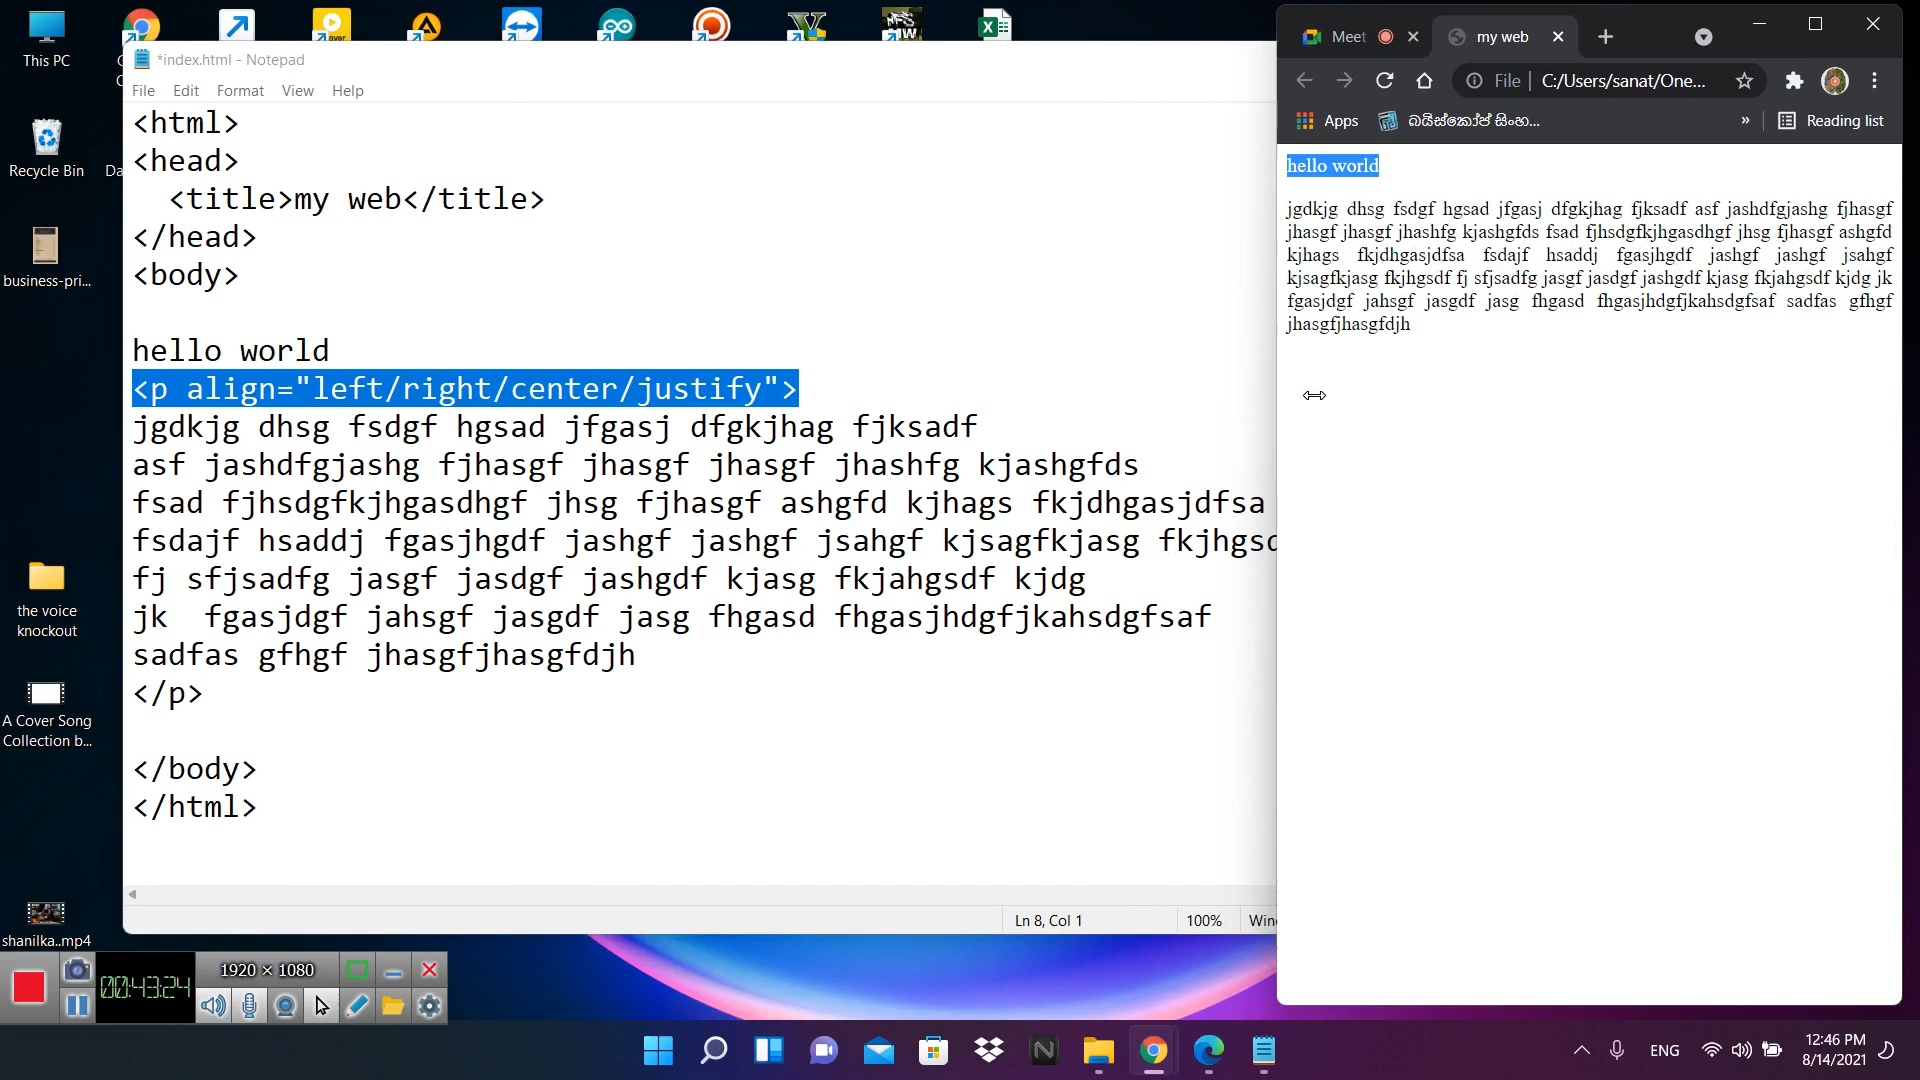 This PC
Recycle Bin
Da
business-pri...
the voice
knockout
A Cover Song
Collection b...
shanilka..mp4
*index.html - Notepad
File Edit Format View Help
<html>
<head>
<title>my web</title>
</head>
<body>
hello world
<p align="left/right/center/justify">
jgdkjg dhsg fsdgf hgsad jfgasj dfgkjhag fjksadf
asf jashdfgjashg fjhasgf jhasgf jhasgf jhashfg kjashgfds
fsad fjhsdgfkjhgasdhgf jhsg fjhasgf ashgfd kjhags fkjdhgasjdfsa
fsdajf hsaddj fgasjhgdf jashgf jashgf jsahgf kjsagfkjasg fkjhgsd
fj sfjsadfg jasgf jasdgf jashgdf kjasg fkjahgsdf kjdg
jk fgasjdgf jahsgf jasgdf jasg fhgasd fhgasjhdgfjkahsdgfsaf
sadfas gfhgf jhasgfjhasgfdjh
</p>
</body>
</html>
Ln 8, Col 1 100% Wind
Meet my web
File C:/Users/sanat/One...
Apps බයිස්කෝප් සිංහ... » Reading list
hello world
jgdkjg dhsg fsdgf hgsad jfgasj dfgkjhag fjksadf asf jashdfgjashg fjhasgf
jhasgf jhasgf jhashfg kjashgfds fsad fjhsdgfkjhgasdhgf jhsg fjhasgf ashgfd
kjhags fkjdhgasjdfsa fsdajf hsaddj fgasjhgdf jashgf jashgf jsahgf
kjsagfkjasg fkjhgsdf fj sfjsadfg jasgf jasdgf jashgdf kjasg fkjahgsdf kjdg jk
fgasjdgf jahsgf jasgdf jasg fhgasd fhgasjhdgfjkahsdgfsaf sadfas gfhgf
jhasgfjhasgfdjh
1920 × 1080
00:43:24
ENG
12:46 PM
8/14/2021